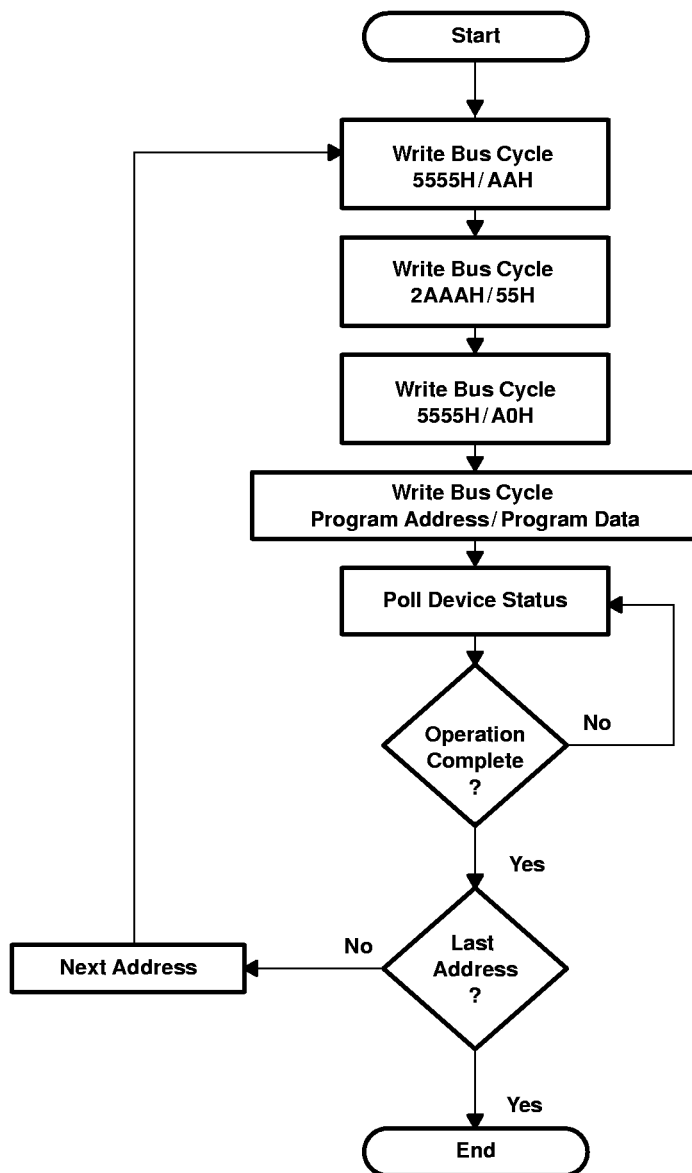 Start
Write Bus Cycle
5555H/AAH
Write Bus Cycle
2AAAH/55H
Write Bus Cycle
5555H/A0H
Write Bus Cycle
Program Address/Program Data
Poll Device Status
Operation
Complete
?
No
Yes
Last
Address
?
No
Next Address
Yes
End